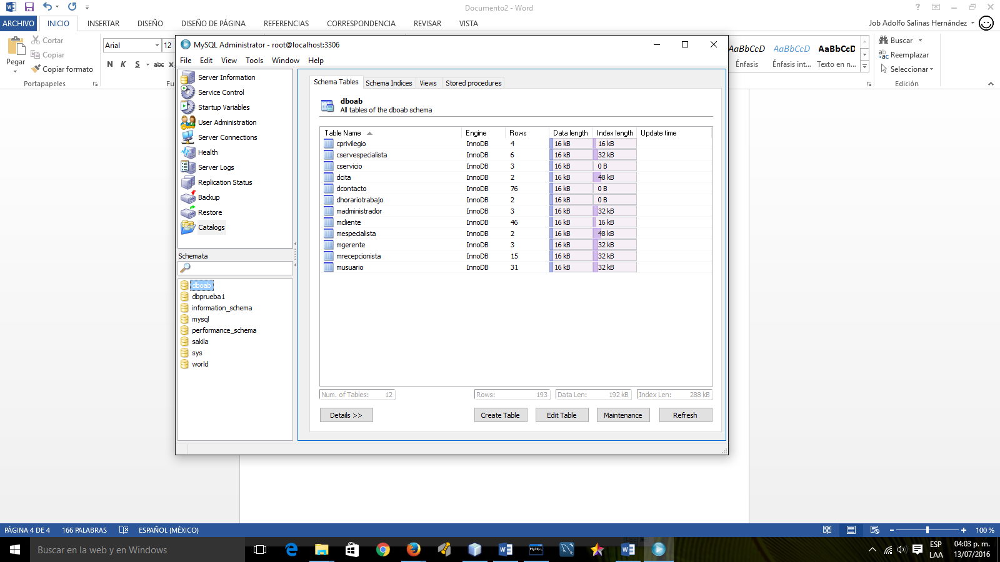 Documento2 - Word
ARCHIVO INICIO INSERTAR DISEÑO DISEÑO DE PÁGINA REFERENCIAS CORRESPONDENCIA REVISAR VISTA
Job Adolfo Salinas Hernández
Pegar
Cortar
Copiar
Copiar formato
Portapapeles
Arial 12
N K S abc x
Fu
AaBbCcD AaBbCcD AaBbCcD
Énfasis Énfasis int... Texto en n...
Buscar
Reemplazar
Seleccionar
Edición
MySQL Administrator - root@localhost:3306
File Edit View Tools Window Help
Server Information
Service Control
Startup Variables
User Administration
Server Connections
Health
Server Logs
Replication Status
Backup
Restore
Catalogs
Schemata
dboab
dbprueba1
information_schema
mysql
performance_schema
sakila
sys
world
Schema Tables Schema Indices Views Stored procedures
dboab
All tables of the dboab schema
Table Name Engine Rows Data length Index length Update time
cprivilegio InnoDB 4 16 kB 16 kB
cservespecialista InnoDB 6 16 kB 32 kB
cservicio InnoDB 3 16 kB 0 B
dcita InnoDB 2 16 kB 48 kB
dcontacto InnoDB 76 16 kB 0 B
dhorariotrabajo InnoDB 2 16 kB 0 B
madministrador InnoDB 3 16 kB 32 kB
mcliente InnoDB 46 16 kB 16 kB
mespecialista InnoDB 2 16 kB 48 kB
mgerente InnoDB 3 16 kB 32 kB
mrecepcionista InnoDB 15 16 kB 32 kB
musuario InnoDB 31 16 kB 32 kB
Num. of Tables: 12 Rows: 193 Data Len: 192 kB Index Len: 288 kB
Details >> Create Table Edit Table Maintenance Refresh
PÁGINA 4 DE 4 166 PALABRAS ESPAÑOL (MÉXICO) 100 %
Buscar en la web y en Windows
ESP
LAA
04:03 p. m.
13/07/2016